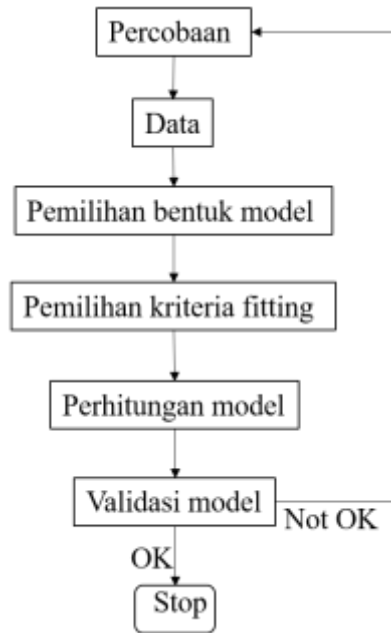 Percobaan
Data
Pemilihan bentuk model
Pemilihan kriteria fitting
Perhitungan model
Validasi model
Not OK
OK
Stop